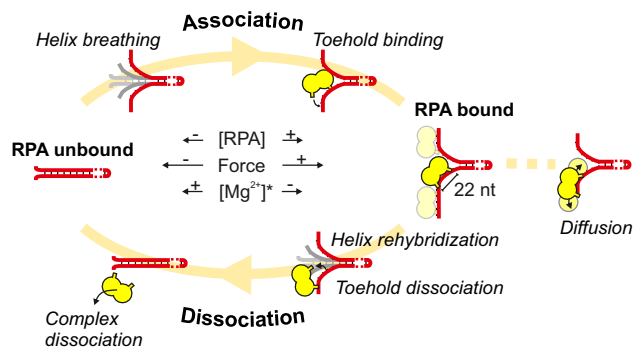 Association
Helix breathing
Toehold binding
RPA bound
- [RPA] +
RPA unbound
- Force +
+ [Mg²⁺]* -
22 nt
Diffusion
Helix rehybridization
Toehold dissociation
Complex
dissociation
Dissociation